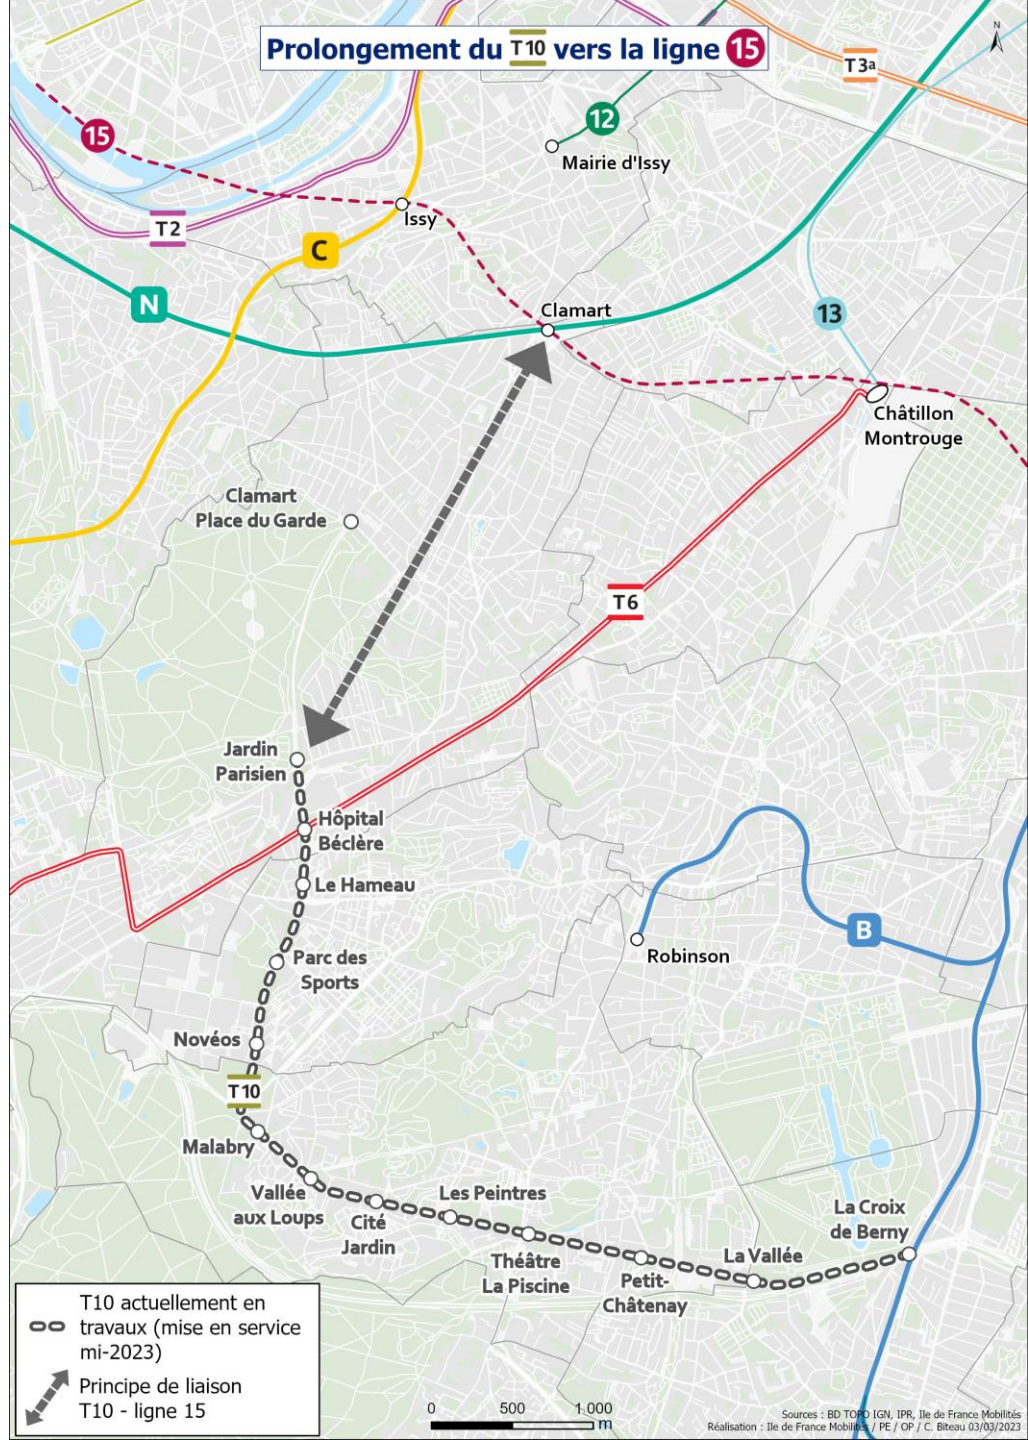 Prolongement du T10 vers la ligne 15
N
T3a
12
15
Mairie d'Issy
Issy
T2
C
N
Clamart
13
Châtillon
Montrouge
Clamart
Place du Garde
T6
Jardin
Parisien
Hôpital
Béclère
Le Hameau
B
Robinson
Parc des
Sports
Novéos
T10
Malabry
Vallée
aux Loups
Cité
Jardin
Les Peintres
Théâtre
La Piscine
Petit-
Châtenay
La Vallée
La Croix
de Berny
T10 actuellement en
travaux (mise en service
mi-2023)
Principe de liaison
T10 - ligne 15
0 500 1 000
m
Sources : BD TOPO IGN, IPR, Ile de France Mobilités
Réalisation : Ile de France Mobilités / PE / OP / C. Biteau 03/03/2023